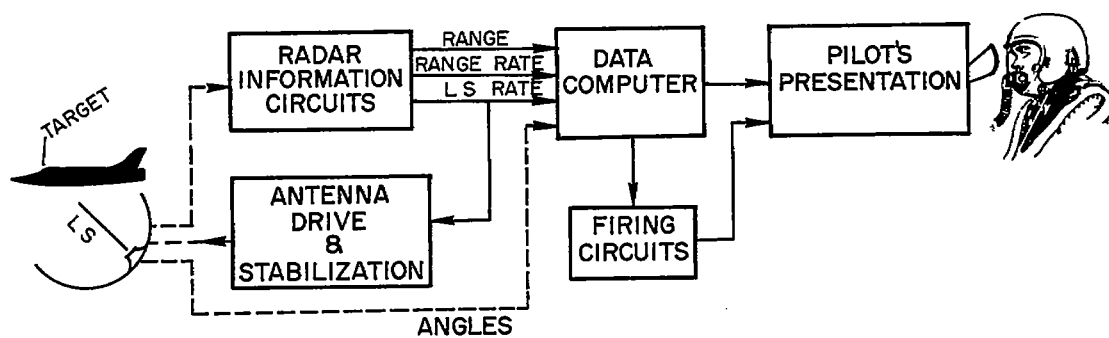 TARGET
L S
RADAR
INFORMATION
CIRCUITS
RANGE
RANGE RATE
L S RATE
DATA
COMPUTER
PILOT'S
PRESENTATION
ANTENNA
DRIVE
&
STABILIZATION
FIRING
CIRCUITS
ANGLES